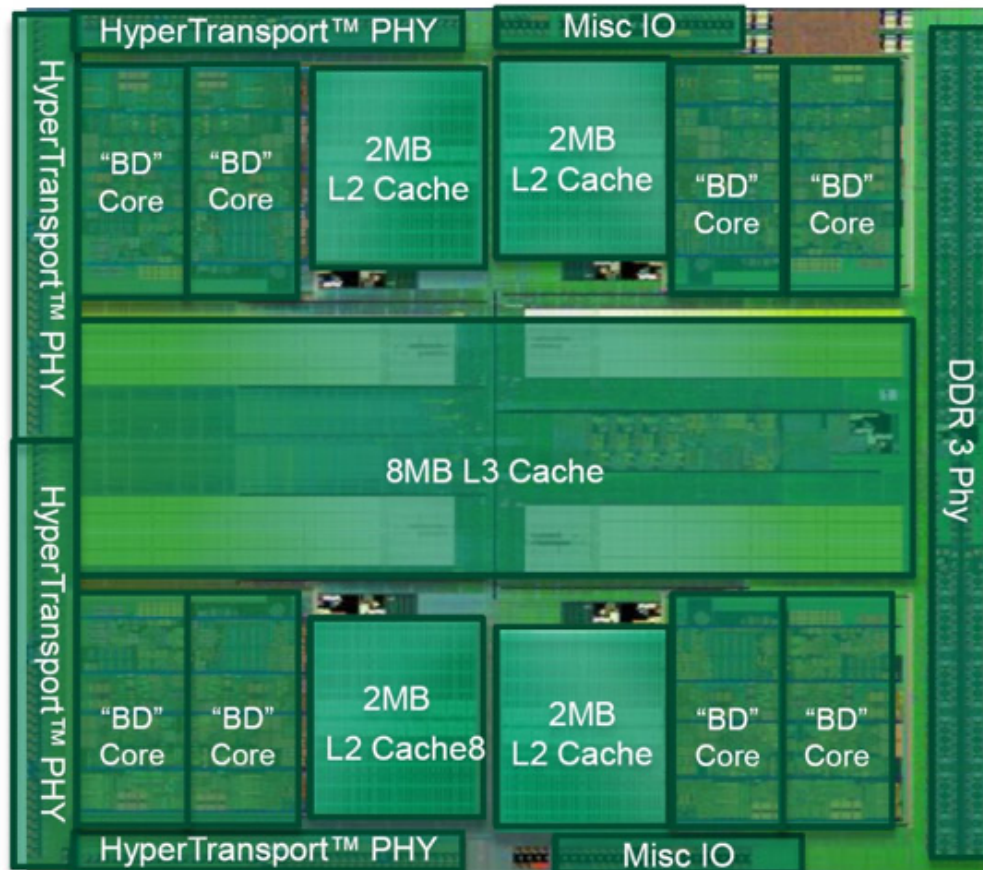 HyperTransport™ PHY
Misc IO
HyperTransport™ PHY
“BD”
Core
“BD”
Core
2MB
L2 Cache
2MB
L2 Cache
“BD”
Core
“BD”
Core
8MB L3 Cache
DDR 3 Phy
HyperTransport™ PHY
“BD”
Core
“BD”
Core
2MB
L2 Cache8
2MB
L2 Cache
“BD”
Core
“BD”
Core
HyperTransport™ PHY
Misc IO